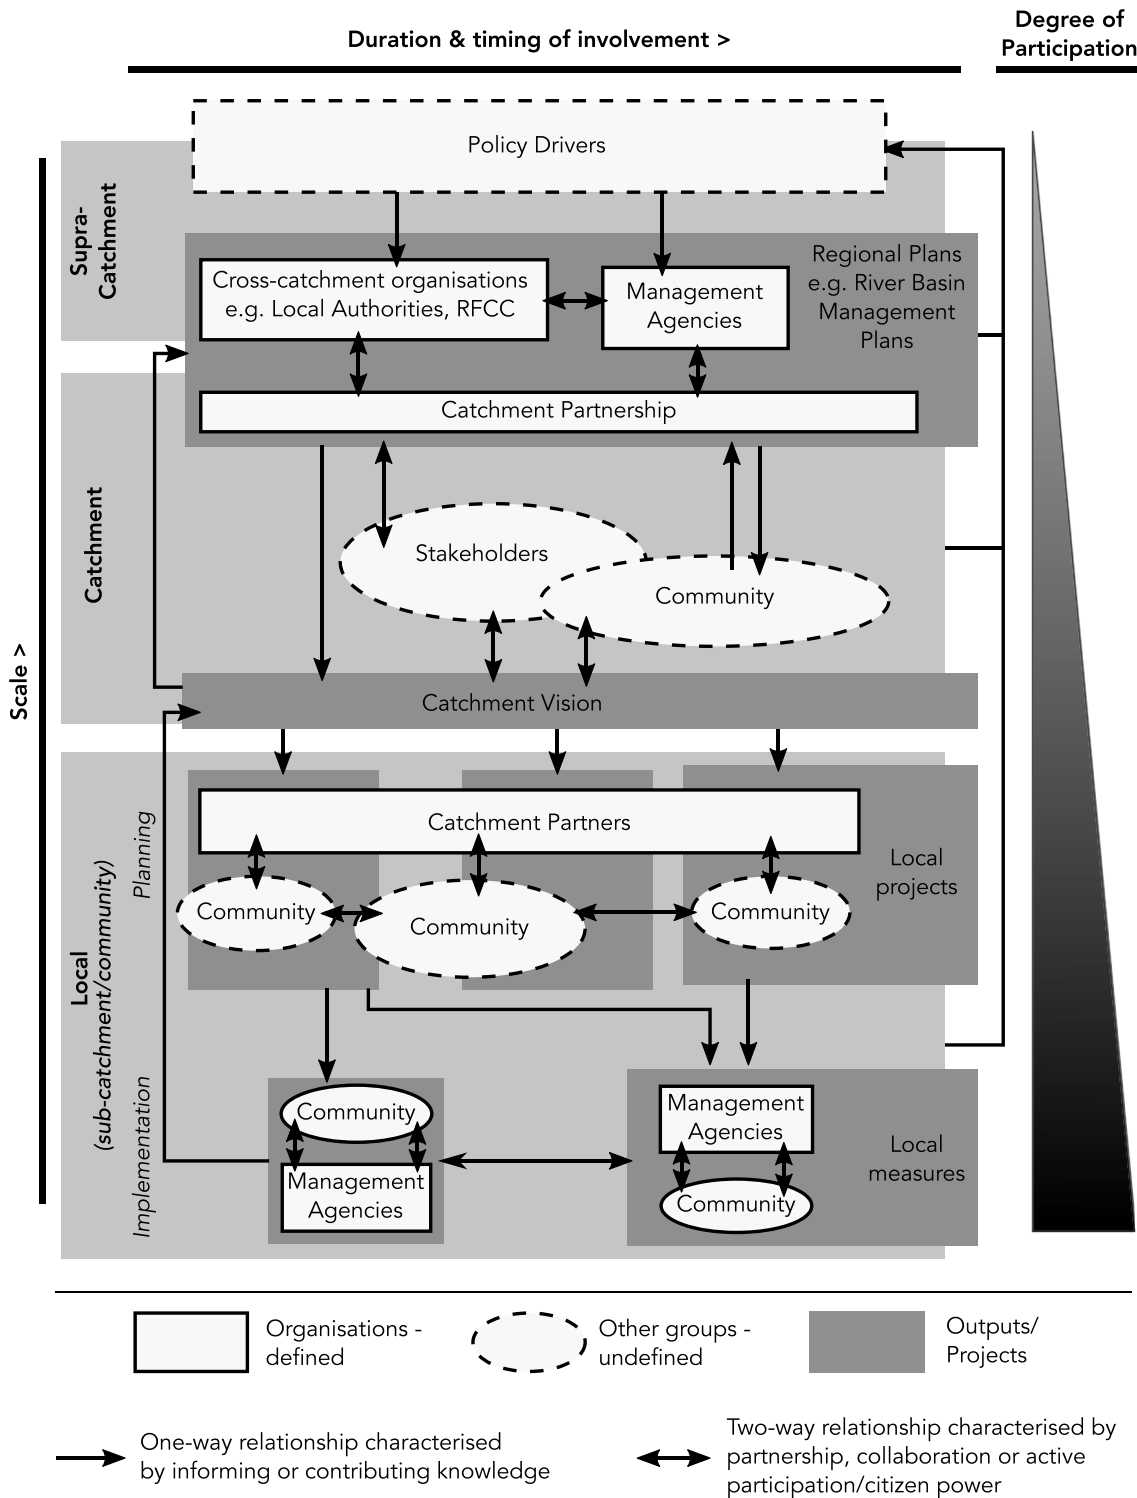 Duration & timing of involvement >
Degree of
Participation
Policy Drivers
Supra-
Catchment
Cross-catchment organisations
e.g. Local Authorities, RFCC
Management
Agencies
Regional Plans
e.g. River Basin
Management
Plans
Catchment Partnership
Catchment
Stakeholders
Community
Scale >
Catchment Vision
Local
(sub-catchment/community)
Planning
Catchment Partners
Community
Community
Community
Local
projects
Implementation
Community
Management
Agencies
Management
Agencies
Community
Local
measures
Organisations -
defined
Other groups -
undefined
Outputs/
Projects
One-way relationship characterised
by informing or contributing knowledge
Two-way relationship characterised by
partnership, collaboration or active
participation/citizen power